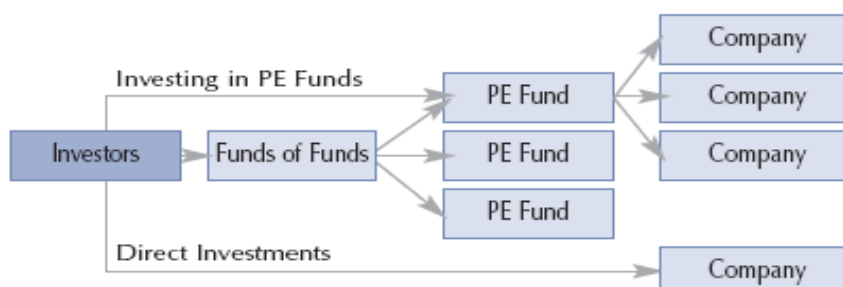 Company
Investing in PE Funds
PE Fund
Company
Investors
Funds of Funds
PE Fund
Company
PE Fund
Direct Investments
Company